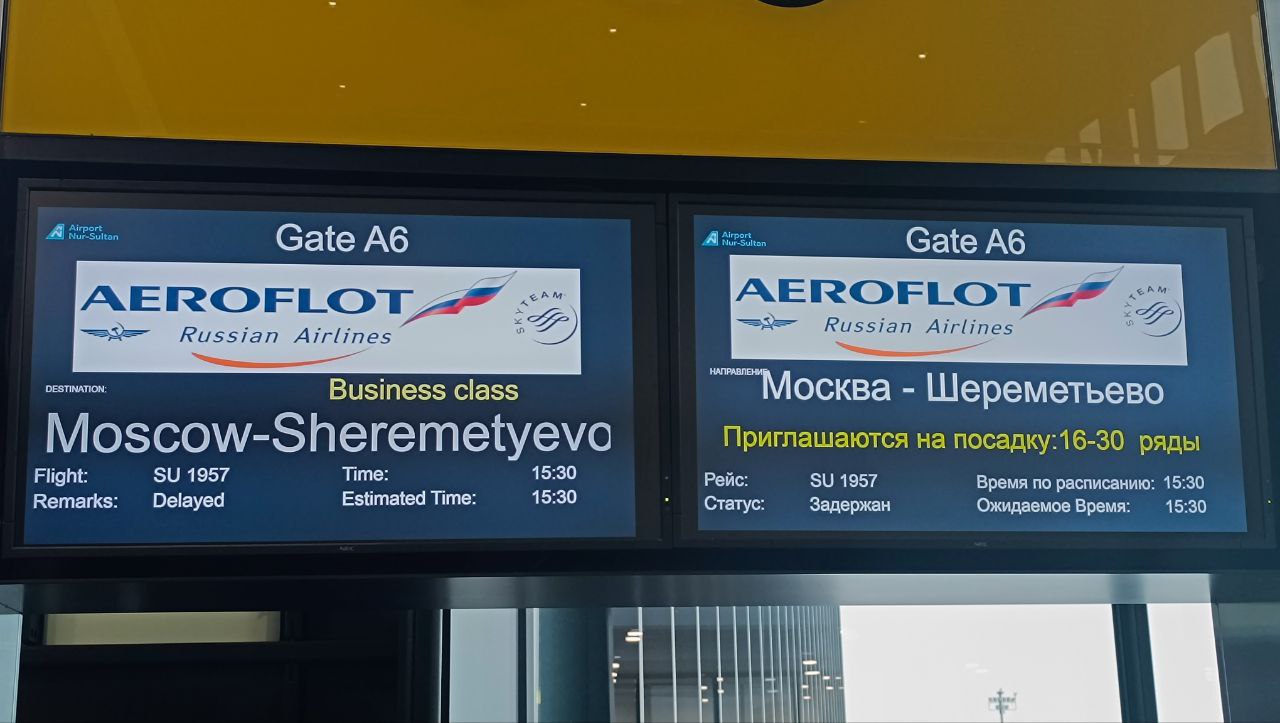 Airport
Nur-Sultan
Gate A6
AEROFLOT
Russian Airlines
SKYTEAM
DESTINATION:
Business class
Moscow-Sheremetyevo
Flight: SU 1957 Time: 15:30
Remarks: Delayed Estimated Time: 15:30
NEC
Airport
Nur-Sultan
Gate A6
AEROFLOT
Russian Airlines
SKYTEAM
НАПРАВЛЕНИЕ
Москва - Шереметьево
Приглашаются на посадку:16-30 ряды
Рейс: SU 1957 Время по расписанию: 15:30
Статус: Задержан Ожидаемое Время: 15:30
NEC